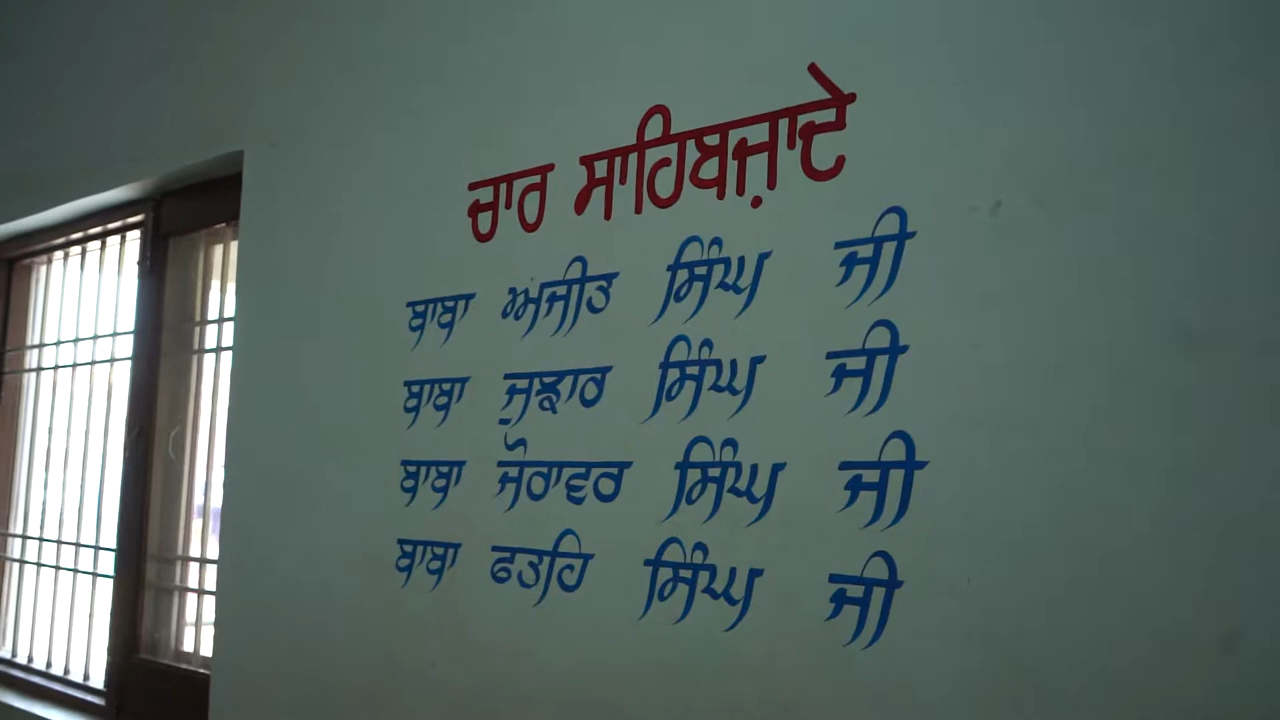 ਚਾਰ ਸਾਹਿਬਜ਼ਾਦੇ
ਬਾਬਾ ਅਜੀਤ ਸਿੰਘ ਜੀ
ਬਾਬਾ ਜੁਝਾਰ ਸਿੰਘ ਜੀ
ਬਾਬਾ ਜੋਰਾਵਰ ਸਿੰਘ ਜੀ
ਬਾਬਾ ਫਤਹਿ ਸਿੰਘ ਜੀ